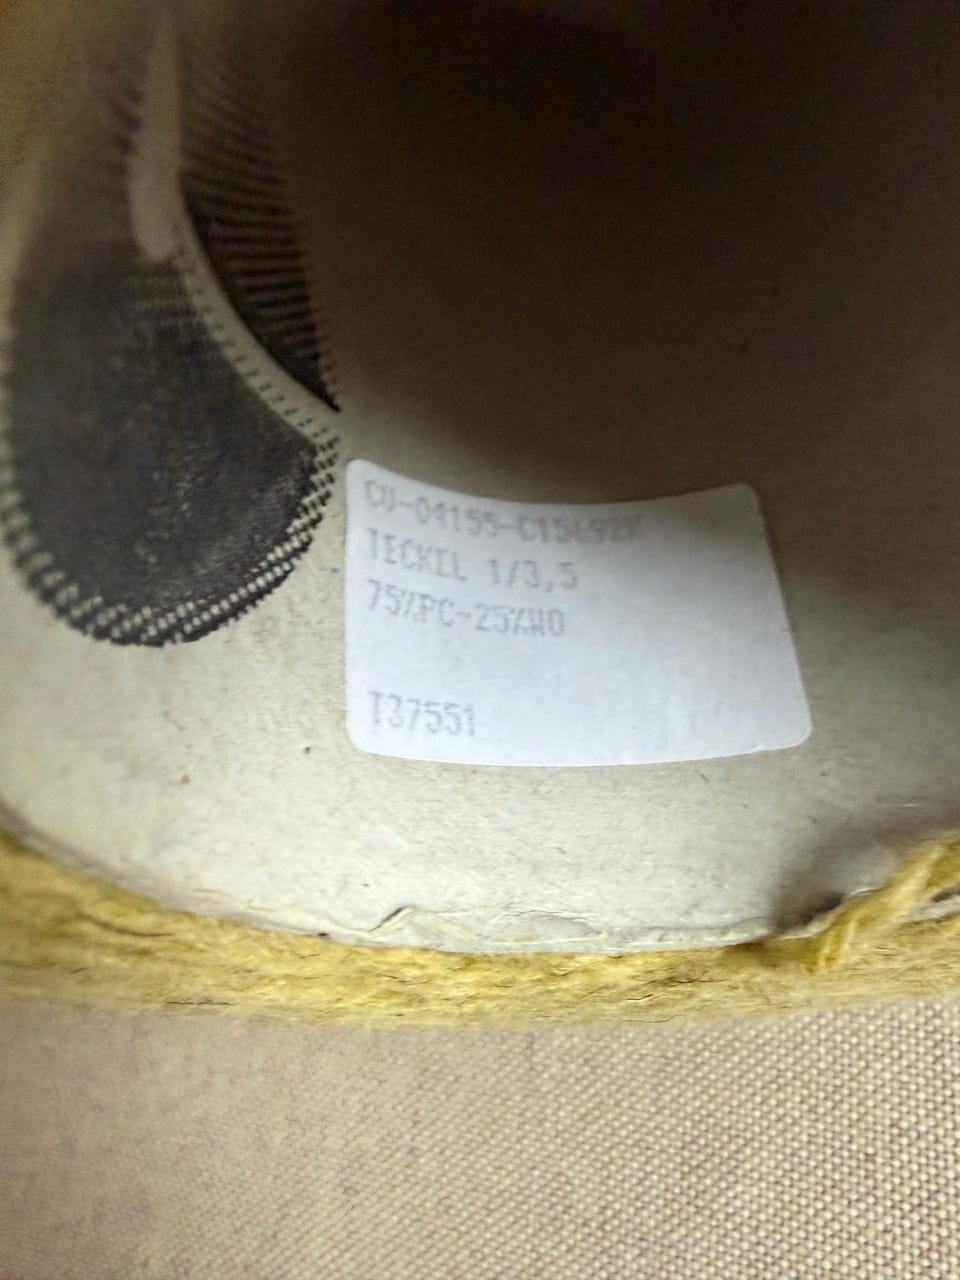 CU-04155-C15692K
TECKEL 1/3,5
75%PC-25%WO
T37551